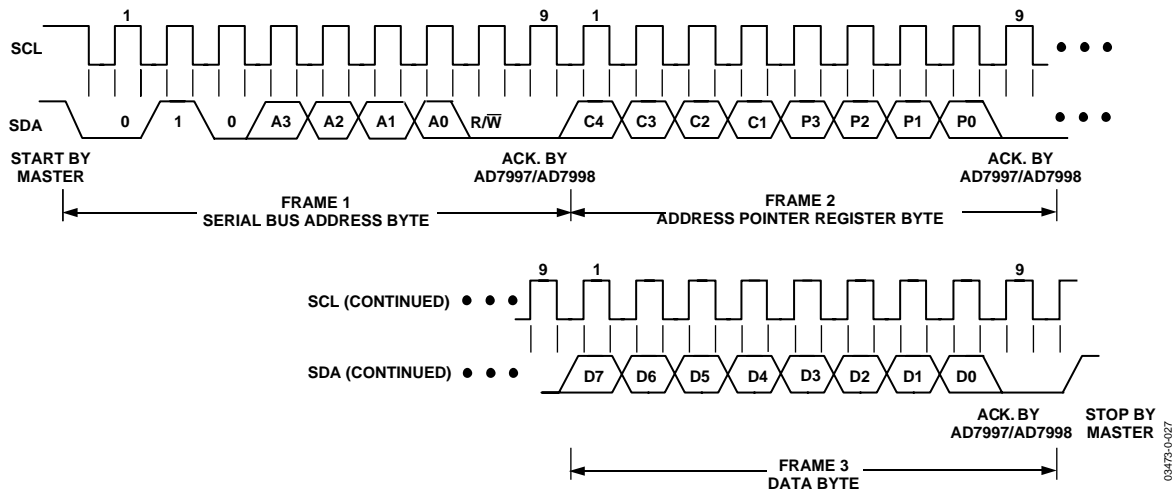 1 9 1 9
SCL
SDA 0 1 0 A3 A2 A1 A0 R/W̅ C4 C3 C2 C1 P3 P2 P1 P0
START BY
MASTER
ACK. BY
AD7997/AD7998
ACK. BY
AD7997/AD7998
FRAME 1
SERIAL BUS ADDRESS BYTE
FRAME 2
ADDRESS POINTER REGISTER BYTE
9 1 9
SCL (CONTINUED)
SDA (CONTINUED) D7 D6 D5 D4 D3 D2 D1 D0
ACK. BY
AD7997/AD7998
STOP BY
MASTER
FRAME 3
DATA BYTE
03473-0-027